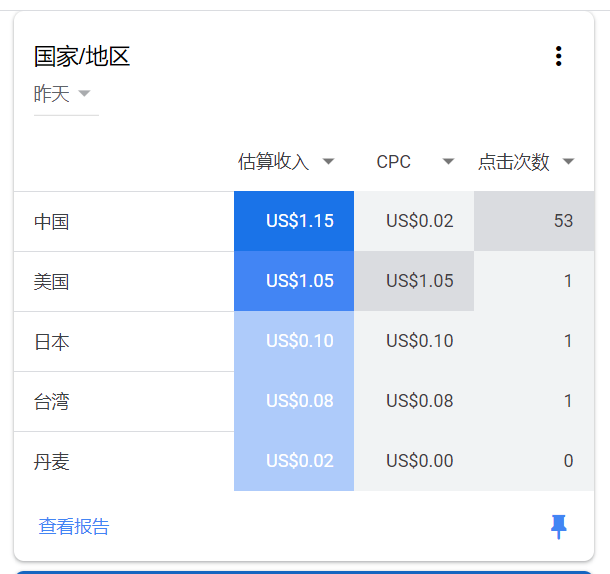 国家/地区
昨天
估算收入 CPC 点击次数
中国 US$1.15 US$0.02 53
美国 US$1.05 US$1.05 1
日本 US$0.10 US$0.10 1
台湾 US$0.08 US$0.08 1
丹麦 US$0.02 US$0.00 0
查看报告